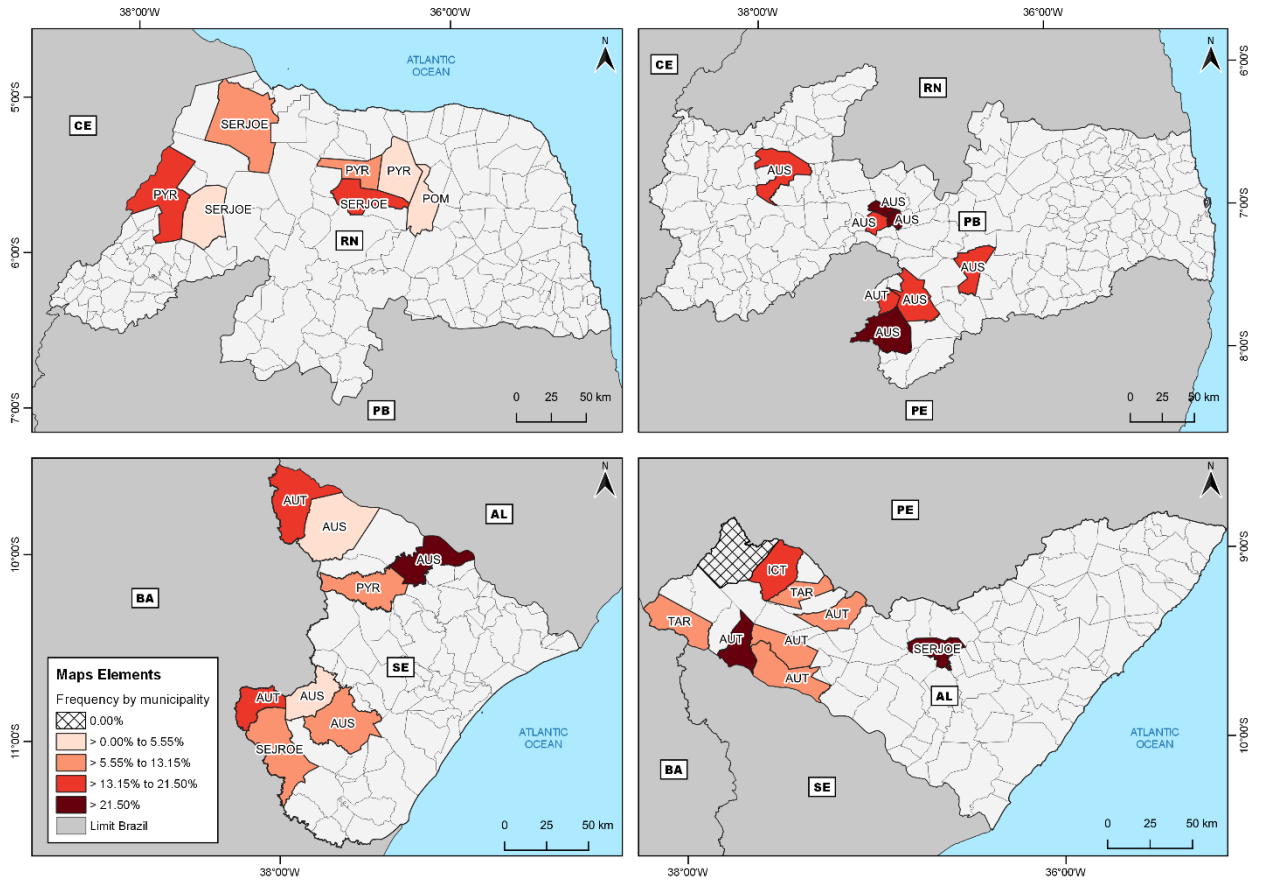 38°00'W
36°00'W
38°00'W
36°00'W
N
ATLANTIC
OCEAN
5°00'S
CE
SERJOE
PYR
PYR
PYR
SERJOE
POM
SERJOE
RN
6°00'S
7°00'S
PB
0 25 50 km
N
6°00'S
CE
RN
AUS
AUS
AUS
AUS
7°00'S
PB
AUS
AUT
AUS
AUS
8°00'S
PE
0 25 50 km
N
AUT
AUS
AL
10°00'S
AUS
PYR
BA
SE
AUT
AUS
AUS
SEJROE
11°00'S
ATLANTIC
OCEAN
0 25 50 km
38°00'W
Maps Elements
Frequency by municipality
0.00%
> 0.00% to 5.55%
> 5.55% to 13.15%
> 13.15% to 21.50%
> 21.50%
Limit Brazil
N
PE
9°00'S
ICT
TAR
TAR
AUT
AUT
AUT
SERJOE
AUT
AL
10°00'S
ATLANTIC
OCEAN
BA
SE
0 25 50 km
38°00'W
36°00'W